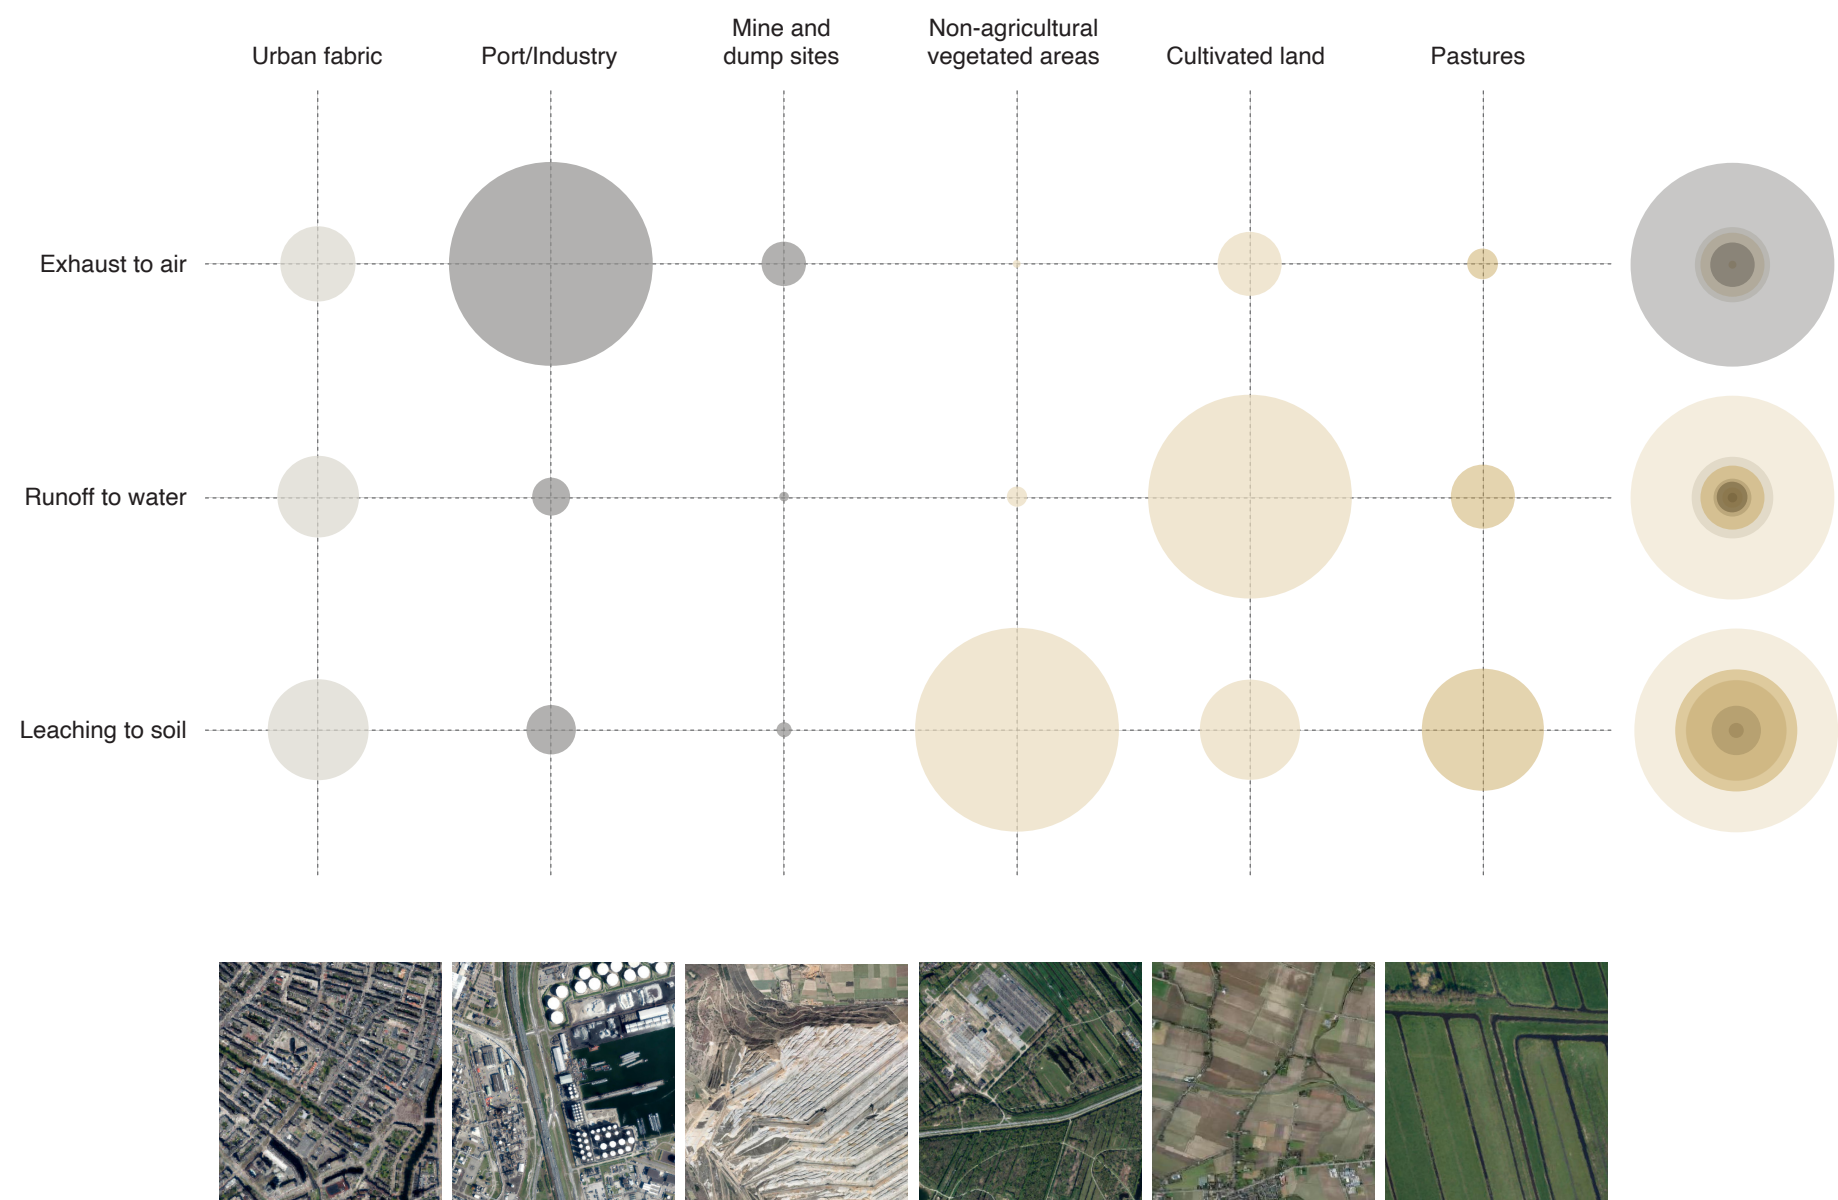 Urban fabric
Port/Industry
Mine and
dump sites
Non-agricultural
vegetated areas
Cultivated land
Pastures
Exhaust to air
Runoff to water
Leaching to soil